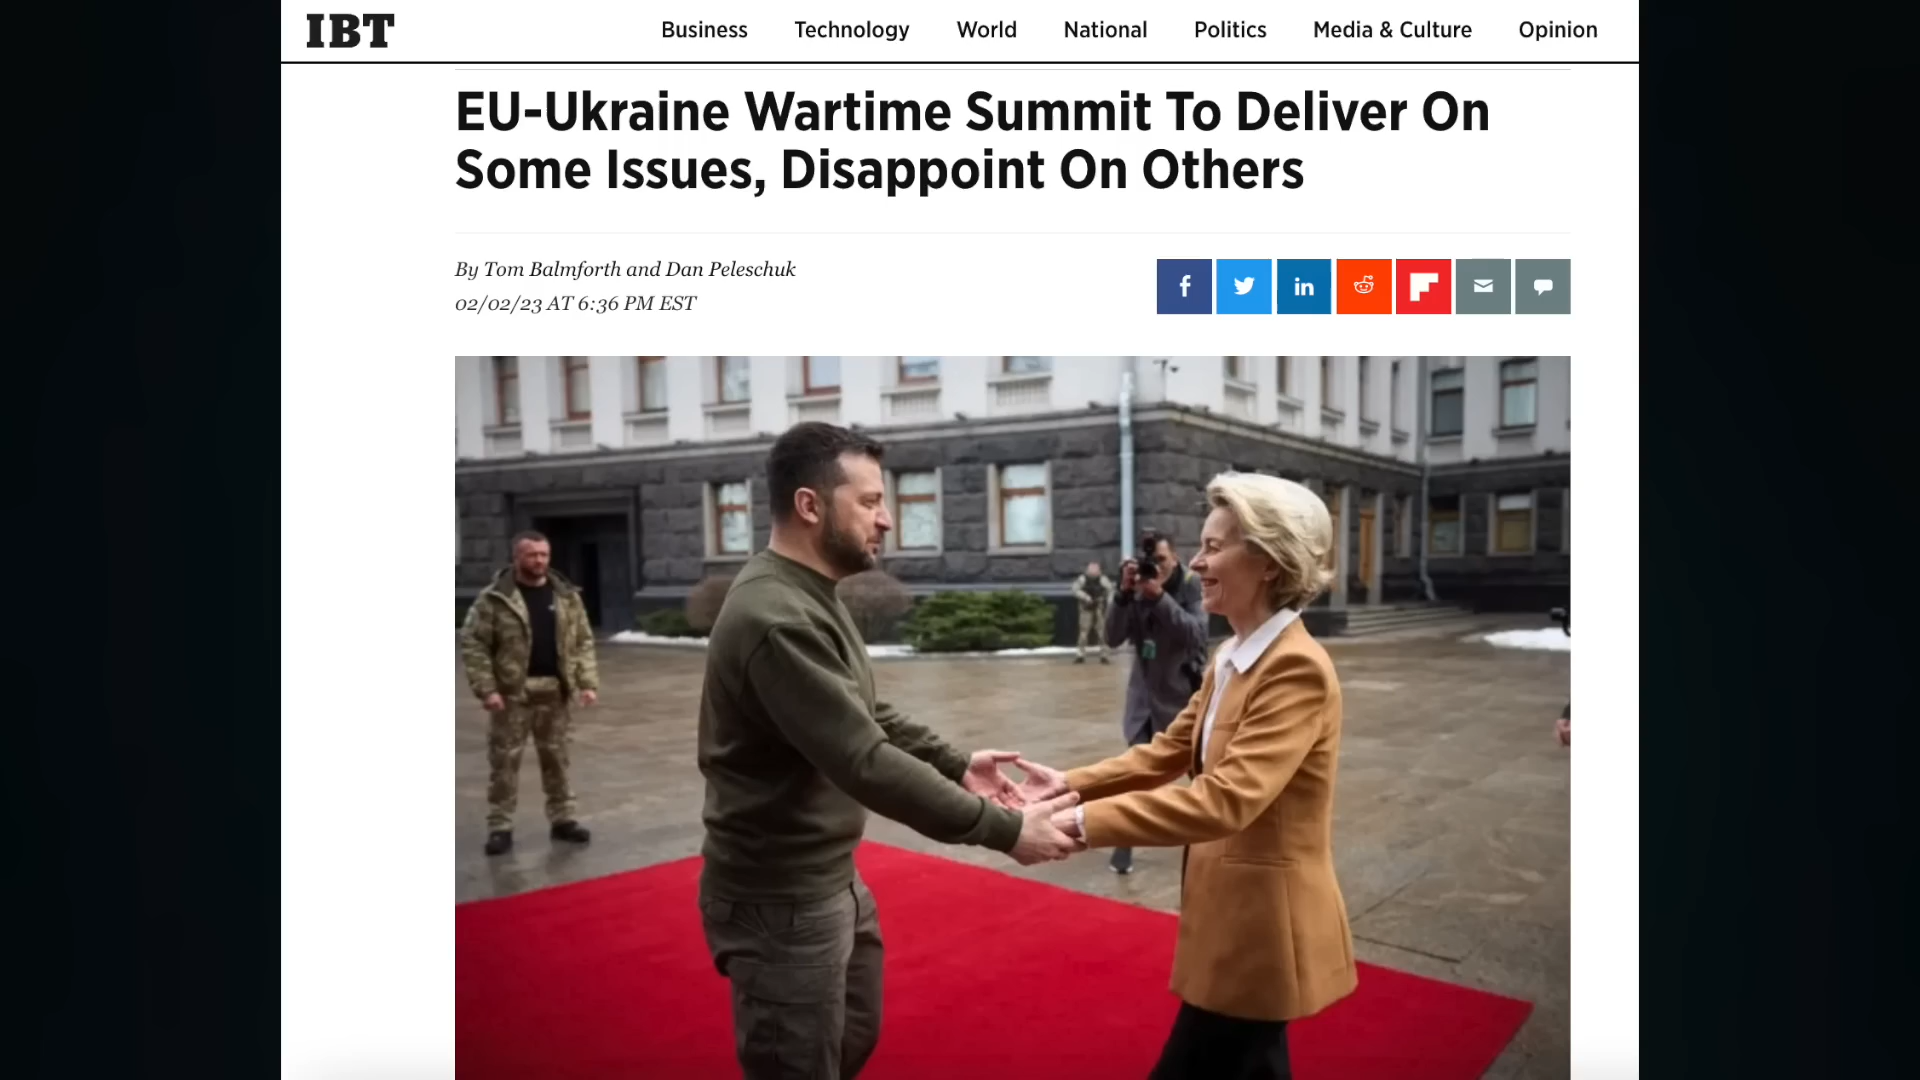 IBT
Business Technology World National Politics Media & Culture Opinion
EU-Ukraine Wartime Summit To Deliver On
Some Issues, Disappoint On Others
By Tom Balmforth and Dan Peleschuk
02/02/23 AT 6:36 PM EST